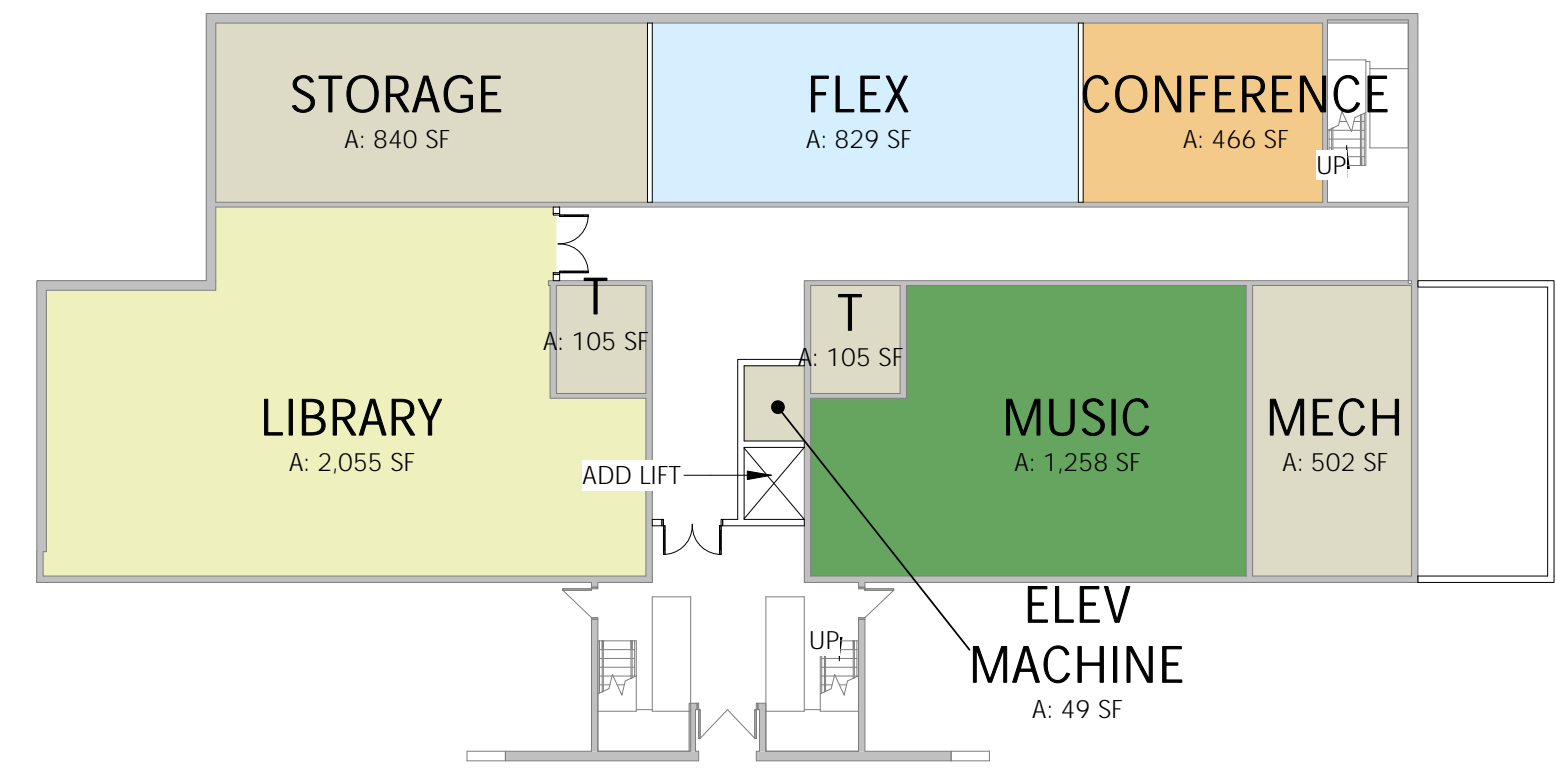 STORAGE
A: 840 SF
FLEX
A: 829 SF
CONFERENCE
A: 466 SF
UP
T
A: 105 SF
T
A: 105 SF
LIBRARY
A: 2,055 SF
MUSIC
A: 1,258 SF
MECH
A: 502 SF
ADD LIFT
ELEV
MACHINE
A: 49 SF
UP